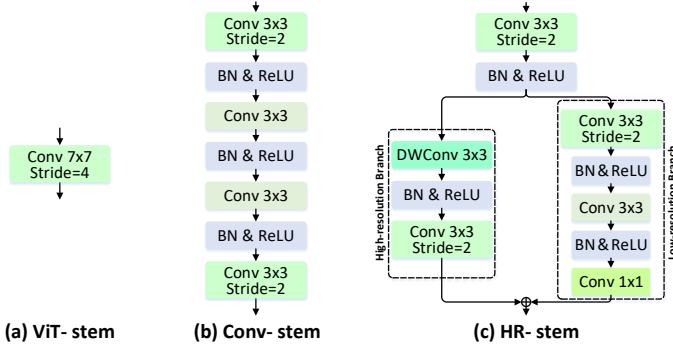 Conv 7x7
Stride=4
(a) ViT- stem
Conv 3x3
Stride=2
BN & ReLU
Conv 3x3
BN & ReLU
Conv 3x3
BN & ReLU
Conv 3x3
Stride=2
(b) Conv- stem
Conv 3x3
Stride=2
BN & ReLU
High-resolution Branch
DWConv 3x3
BN & ReLU
Conv 3x3
Stride=2
Conv 3x3
Stride=2
BN & ReLU
Conv 3x3
BN & ReLU
Conv 1x1
Low-resolution Branch
(c) HR- stem